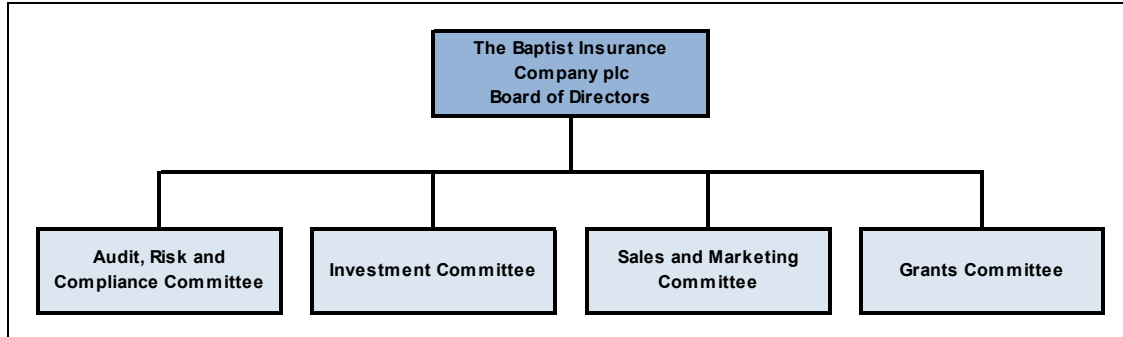 The Baptist Insurance
Company plc
Board of Directors
Audit, Risk and
Compliance Committee
Investment Committee
Sales and Marketing
Committee
Grants Committee